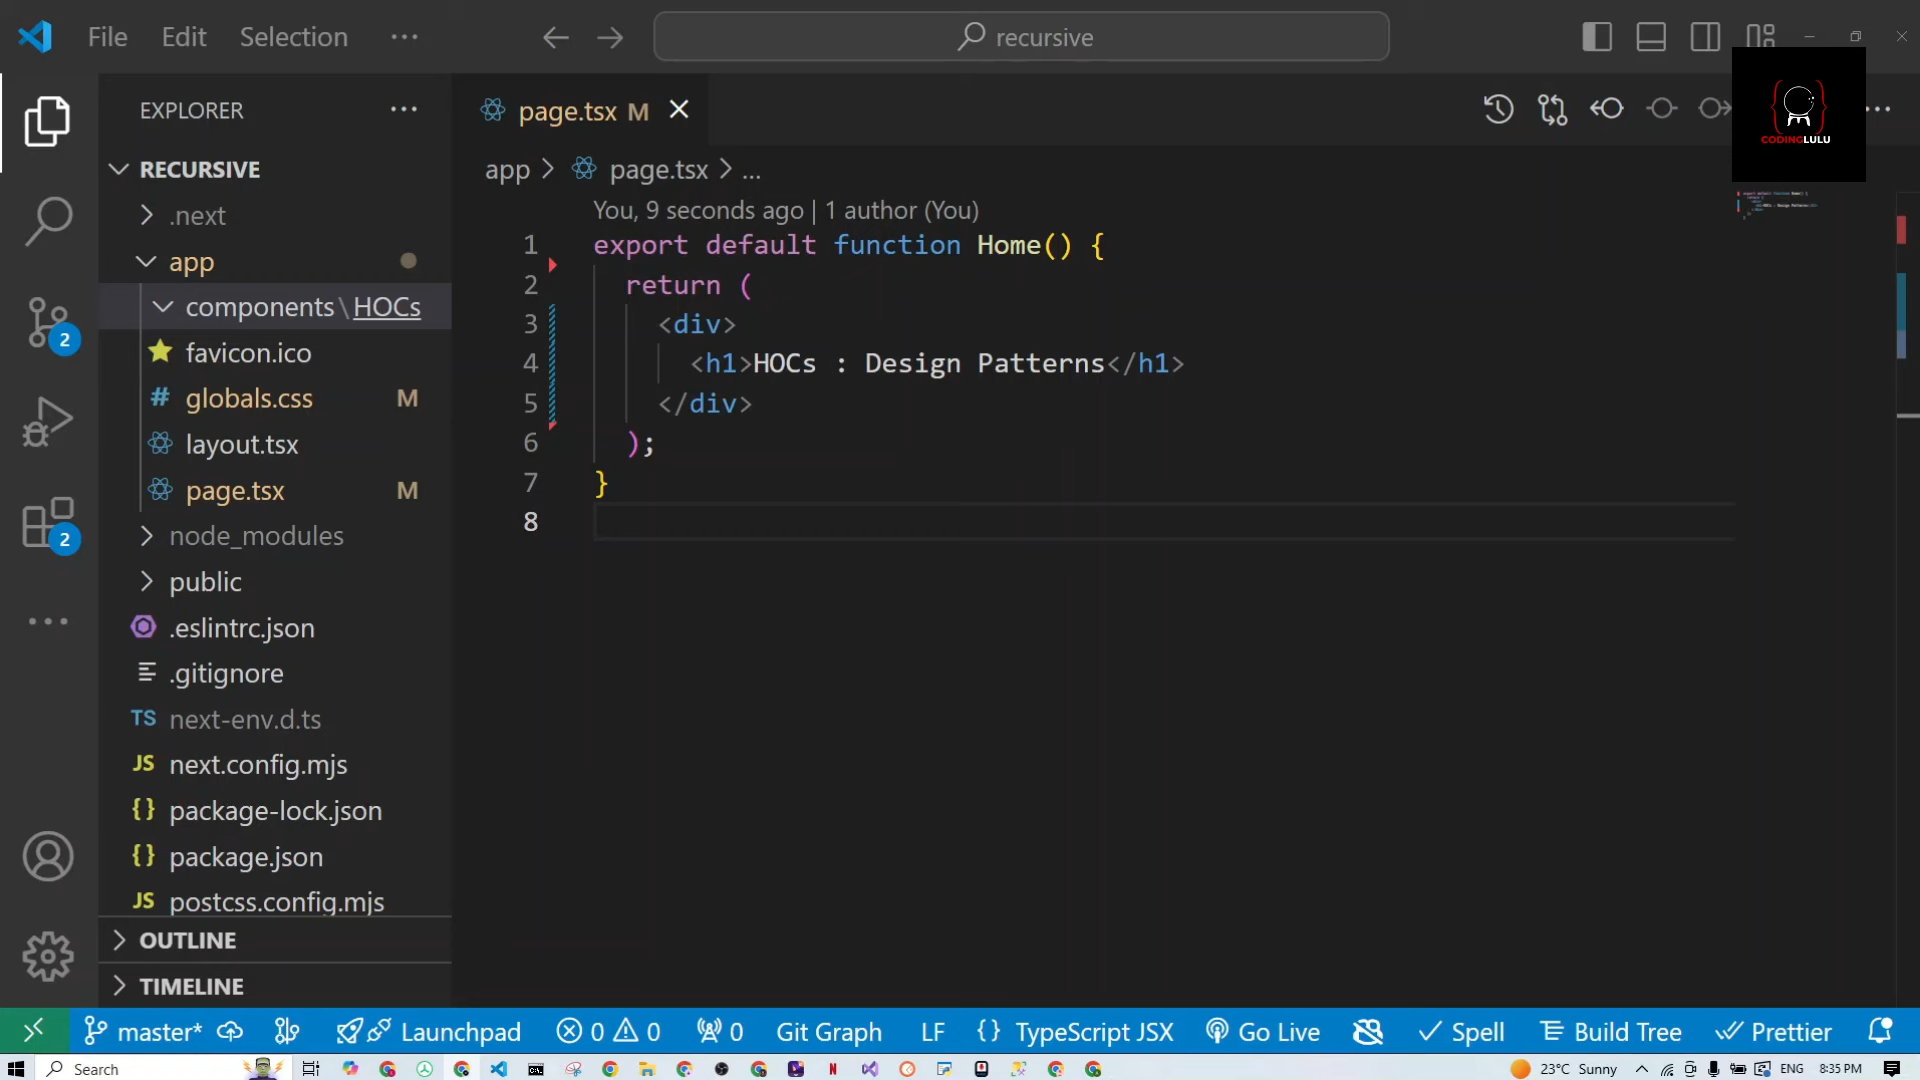 File Edit Selection ··· recursive
CODINGLULU
EXPLORER ···
page.tsx M
RECURSIVE
app > page.tsx > ...
.next
You, 9 seconds ago | 1 author (You)
app
components\HOCs
favicon.ico
globals.css M
layout.tsx
page.tsx M
node_modules
public
.eslintrc.json
.gitignore
TS next-env.d.ts
JS next.config.mjs
{} package-lock.json
{} package.json
JS postcss.config.mjs
OUTLINE
TIMELINE
1 export default function Home() {
2 return (
3 <div>
4 <h1>HOCs : Design Patterns</h1>
5 </div>
6 );
7 }
8
2
2
master* Launchpad 0 0 0 Git Graph LF {} TypeScript JSX Go Live Spell Build Tree Prettier
Search 23°C Sunny ENG 8:35 PM